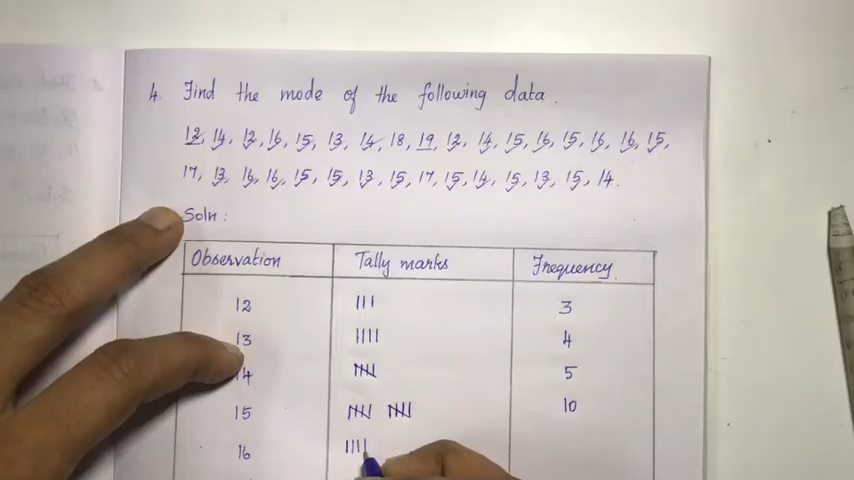 4. Find the mode of the following data.
12, 14, 12, 16, 15, 13, 14, 18, 19, 12, 14, 15, 16, 15, 16, 16, 15,
17, 13, 16, 16, 15, 15, 13, 15, 17, 15, 14, 15, 13, 15, 14.
Soln :
Observation Tally marks Frequency
12 ||| 3
13 |||| 4
14 5
15 10
16 ||||